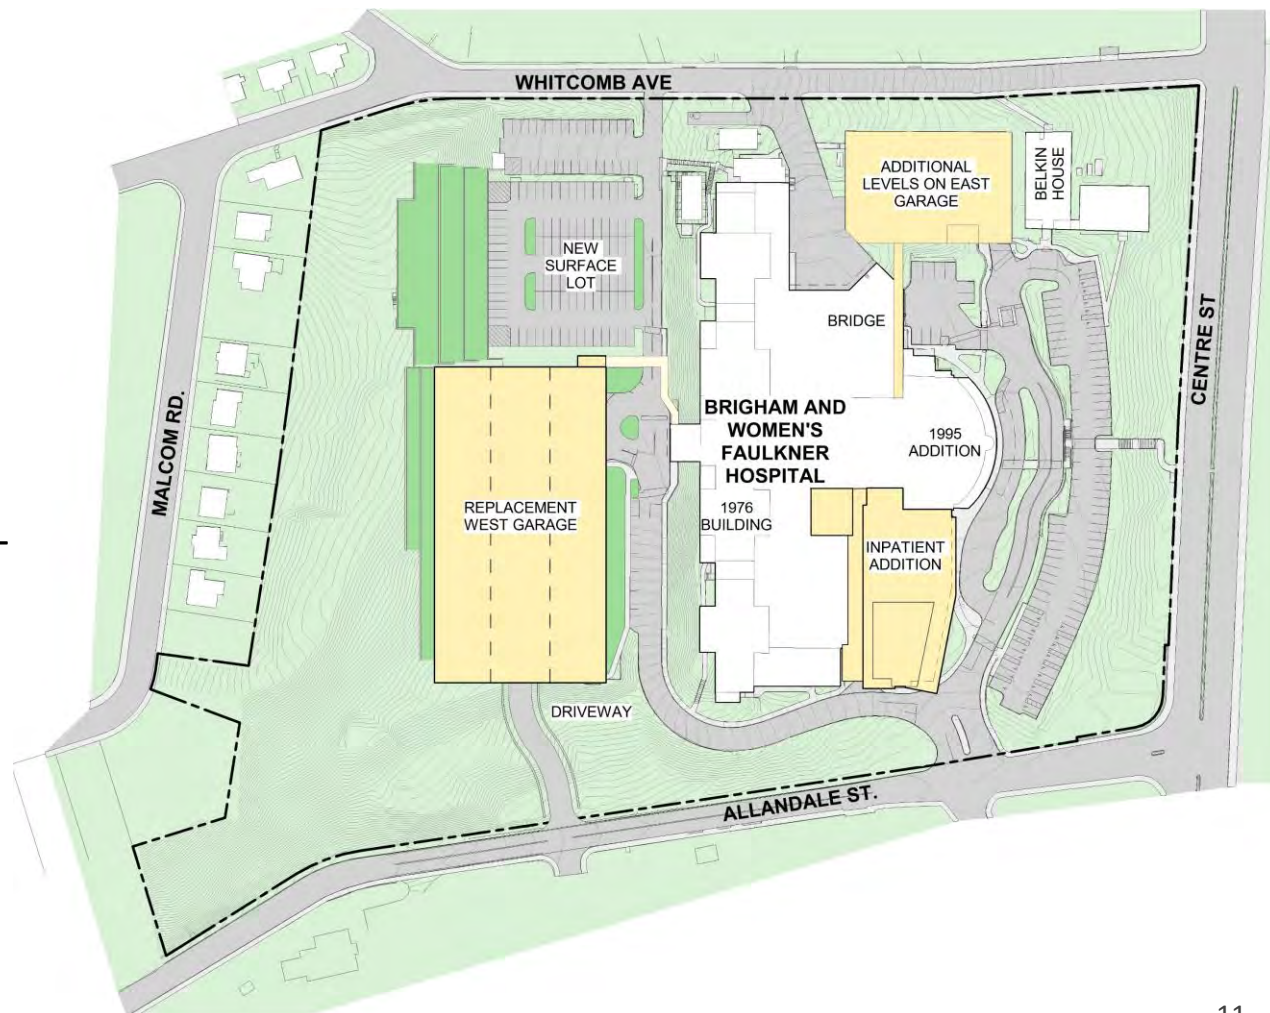 WHITCOMB AVE
ADDITIONAL
LEVELS ON EAST
GARAGE
BELKIN
HOUSE
NEW
SURFACE
LOT
BRIDGE
CENTRE ST
MALCOM RD.
BRIGHAM AND
WOMEN'S
FAULKNER
HOSPITAL
1995
ADDITION
REPLACEMENT
WEST GARAGE
1976
BUILDING
INPATIENT
ADDITION
DRIVEWAY
ALLANDALE ST.
11